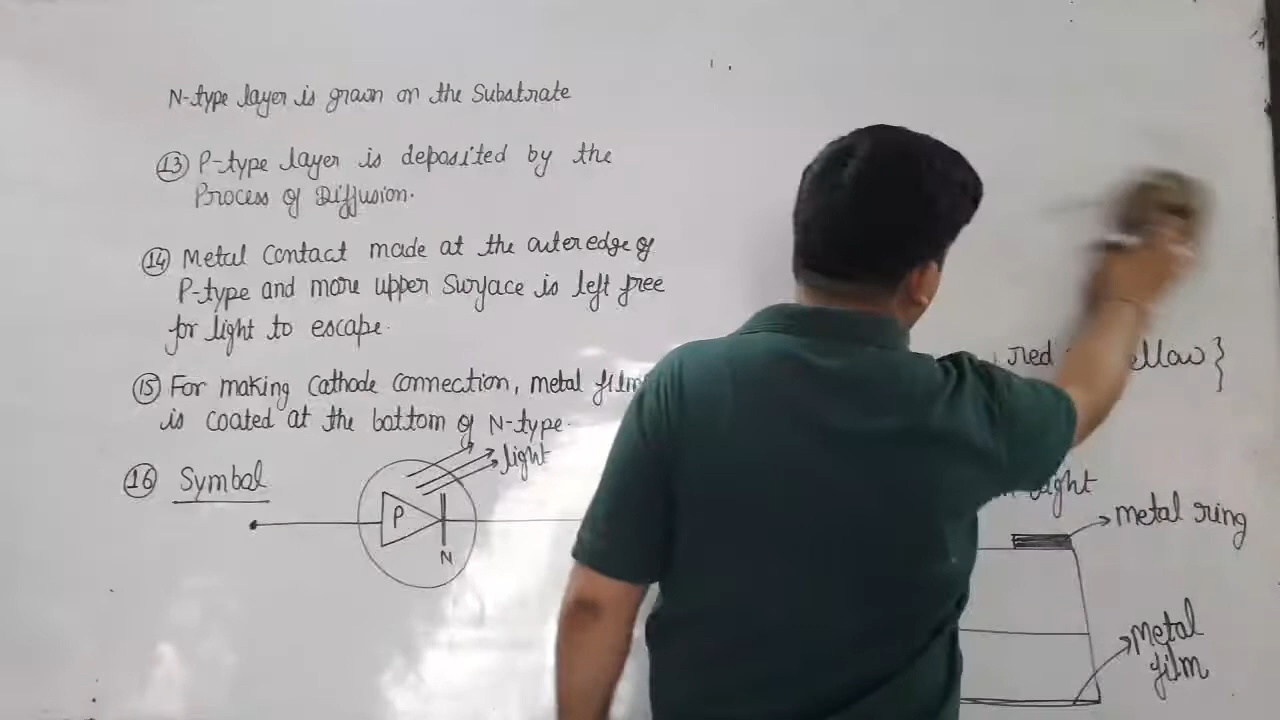 N-type layer is grown on the Substrate
⑬ P-type layer is deposited by the
Process of Diffusion.
⑭ Metal Contact made at the outer edge of
P-type and more upper Surface is left free
for light to escape.
⑮ For making Cathode connection, metal film
is coated at the bottom of N-type.
⑯ Symbol
light
P
N
red
}
light
metal ring
Metal
film